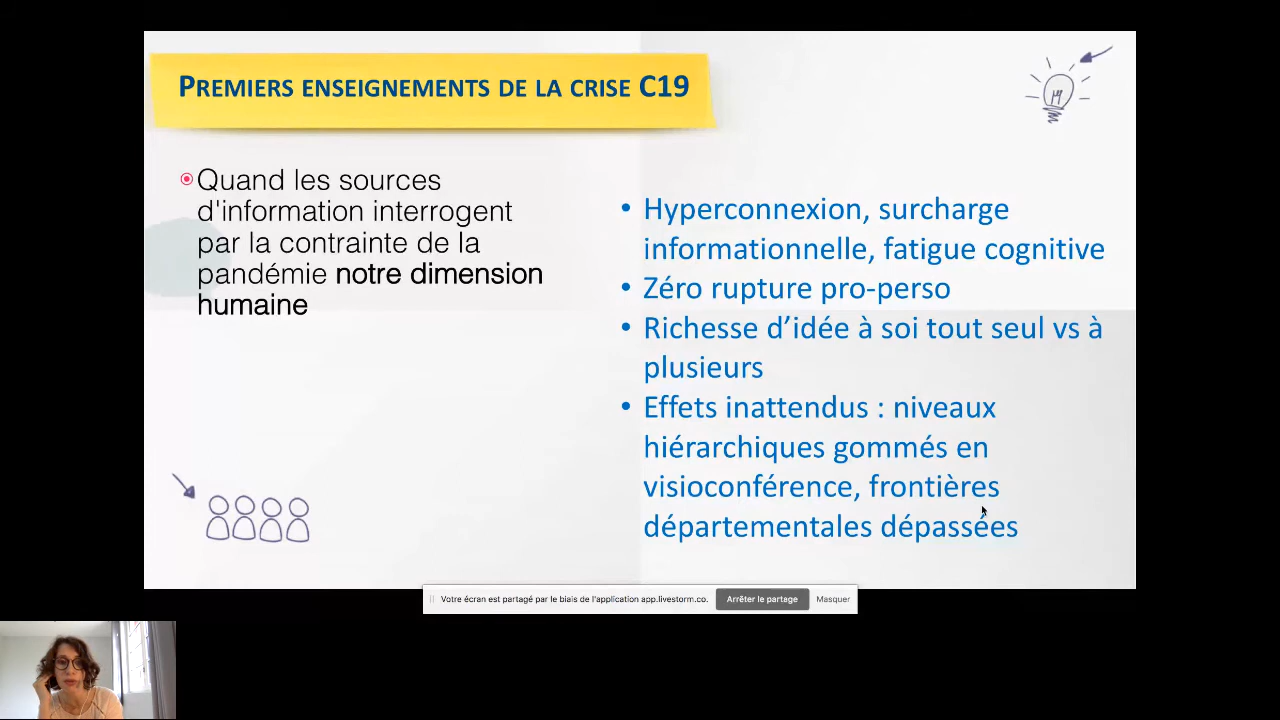 PREMIERS ENSEIGNEMENTS DE LA CRISE C19
Quand les sources
d'information interrogent
par la contrainte de la
pandémie notre dimension
humaine
• Hyperconnexion, surcharge
informationnelle, fatigue cognitive
• Zéro rupture pro-perso
• Richesse d’idée à soi tout seul vs à
plusieurs
• Effets inattendus : niveaux
hiérarchiques gommés en
visioconférence, frontières
départementales dépassées
Votre écran est partagé par le biais de l'application app.livestorm.co. Arrêter le partage Masquer